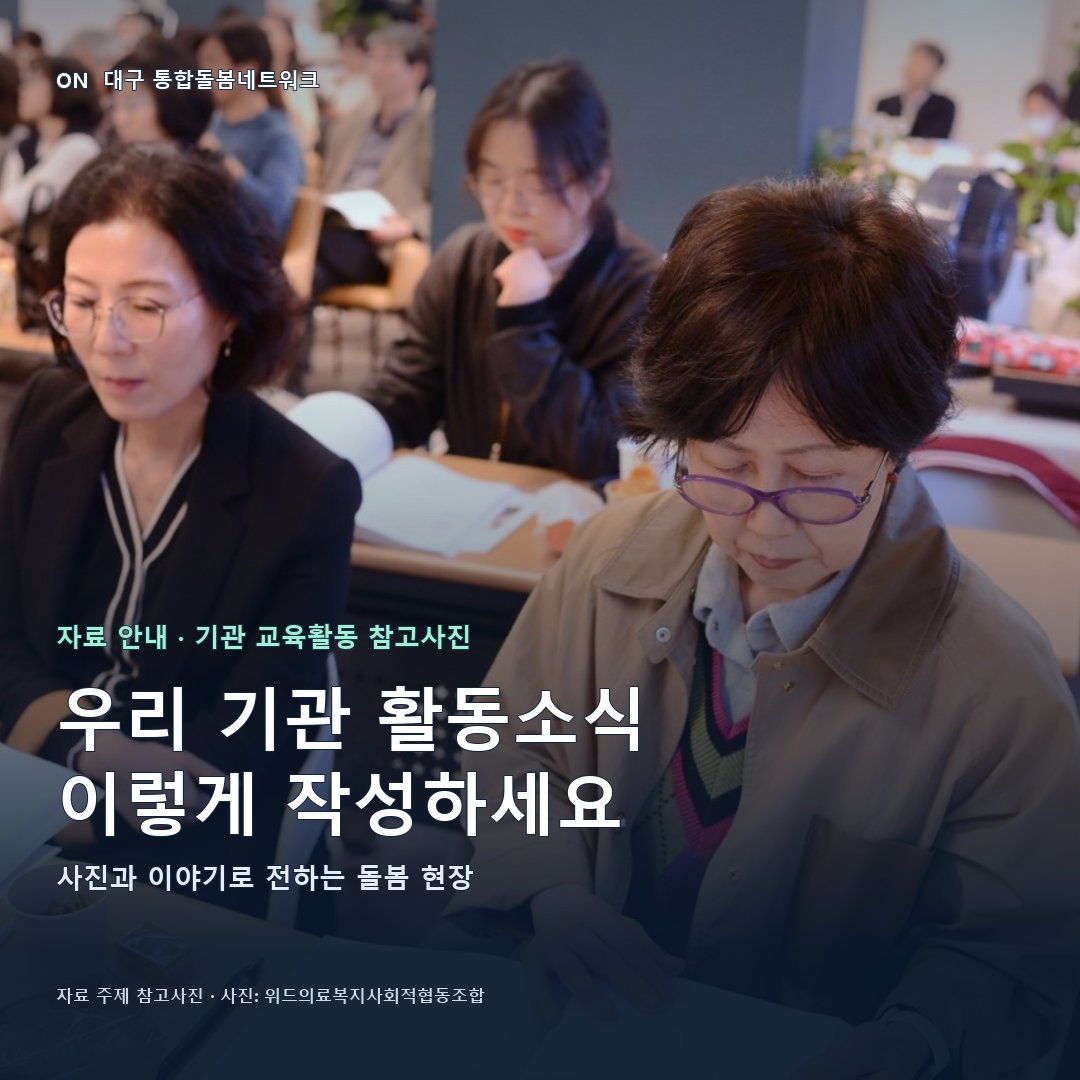 ON 대구 통합돌봄네트워크
자료 안내 · 기관 교육활동 참고사진
우리 기관 활동소식
이렇게 작성하세요
사진과 이야기로 전하는 돌봄 현장
자료 주제 참고사진 · 사진: 위드의료복지사회적협동조합